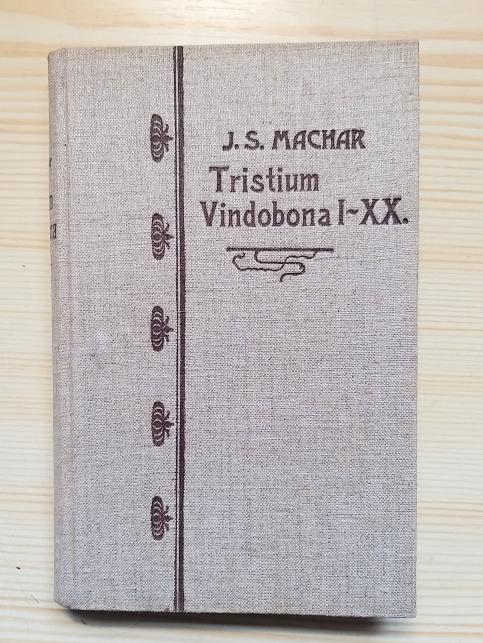 J. S. MACHAR
Tristium
Vindobona I-XX.